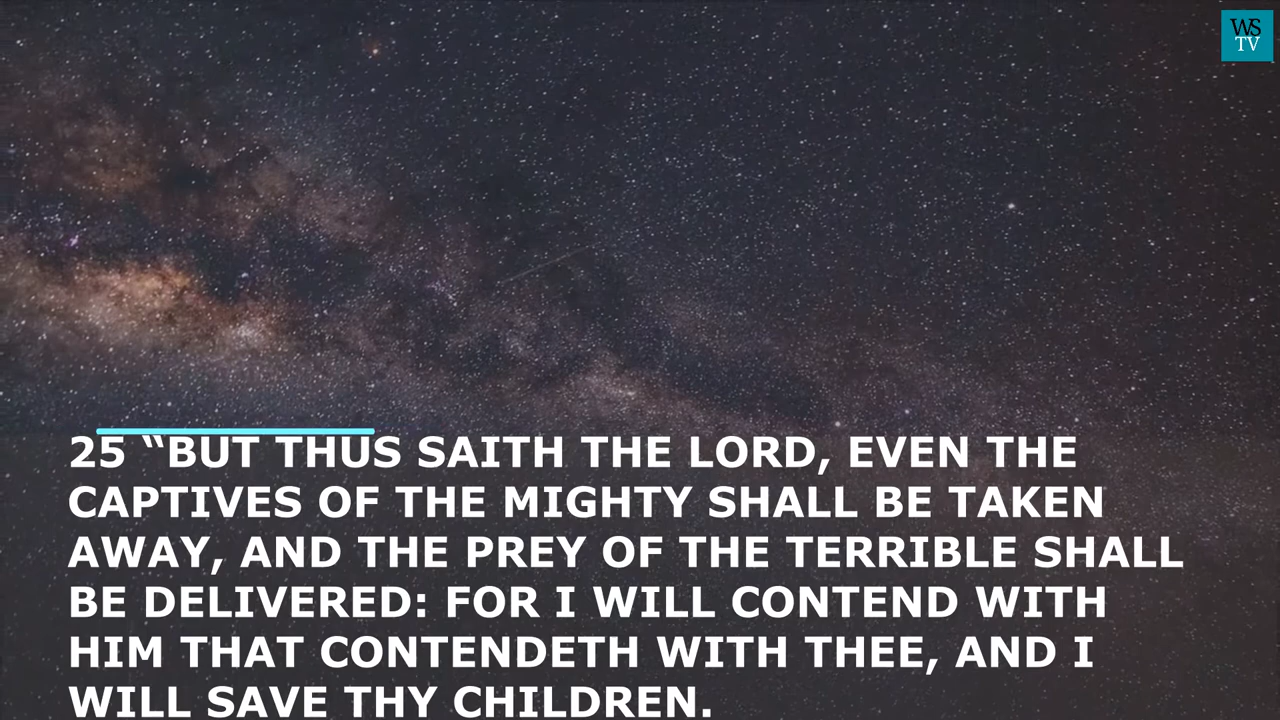 WS
TV
25 “BUT THUS SAITH THE LORD, EVEN THE
CAPTIVES OF THE MIGHTY SHALL BE TAKEN
AWAY, AND THE PREY OF THE TERRIBLE SHALL
BE DELIVERED: FOR I WILL CONTEND WITH
HIM THAT CONTENDETH WITH THEE, AND I
WILL SAVE THY CHILDREN.